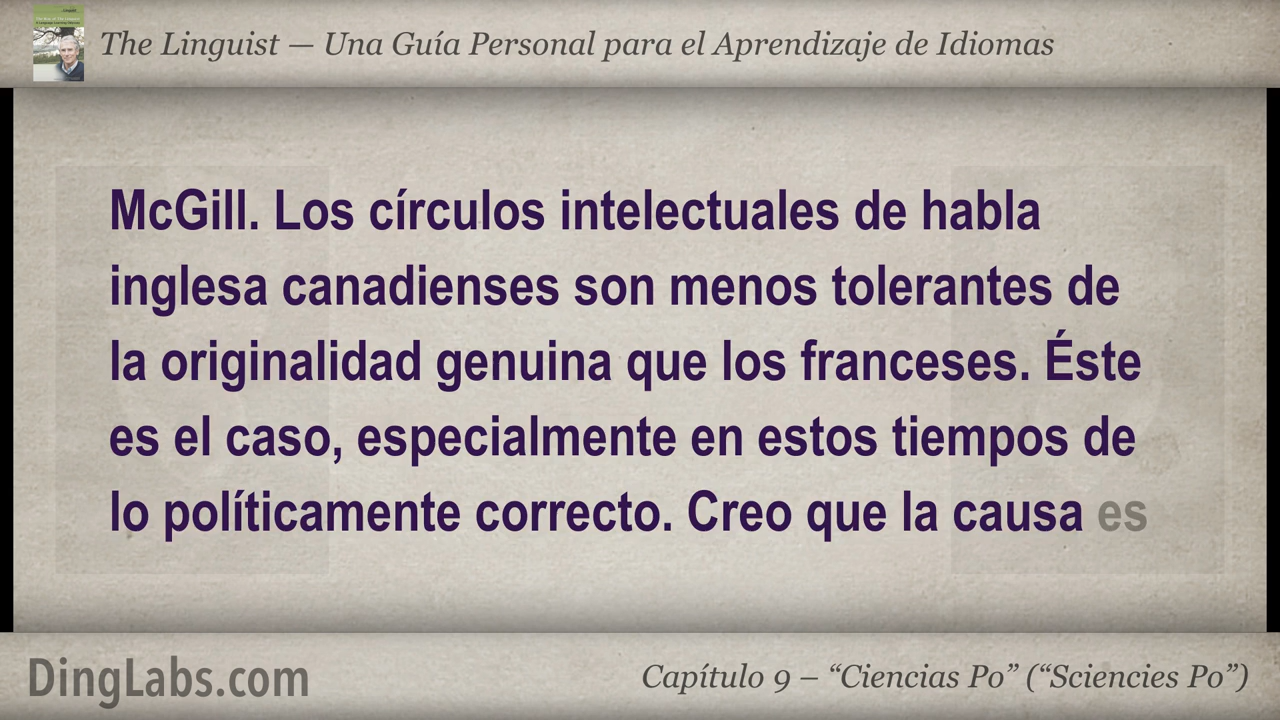 The Linguist — Una Guía Personal para el Aprendizaje de Idiomas
McGill. Los círculos intelectuales de habla
inglesa canadienses son menos tolerantes de
la originalidad genuina que los franceses. Éste
es el caso, especialmente en estos tiempos de
lo políticamente correcto. Creo que la causa es
DingLabs.com
Capítulo 9 – “Ciencias Po” (“Sciencies Po”)